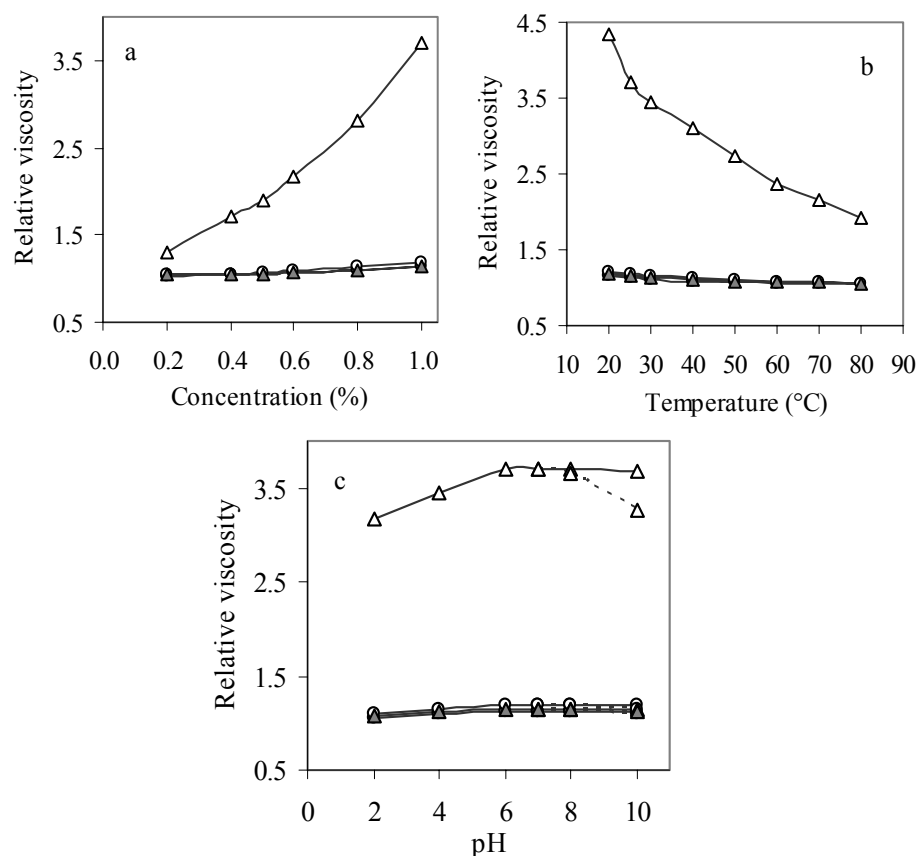 a
Relative viscosity
3.5
2.5
1.5
0.5
0.0 0.2 0.4 0.6 0.8 1.0
Concentration (%)
b
Relative viscosity
4.5
3.5
2.5
1.5
0.5
10 20 30 40 50 60 70 80 90
Temperature (°C)
c
Relative viscosity
3.5
2.5
1.5
0.5
0 2 4 6 8 10
pH